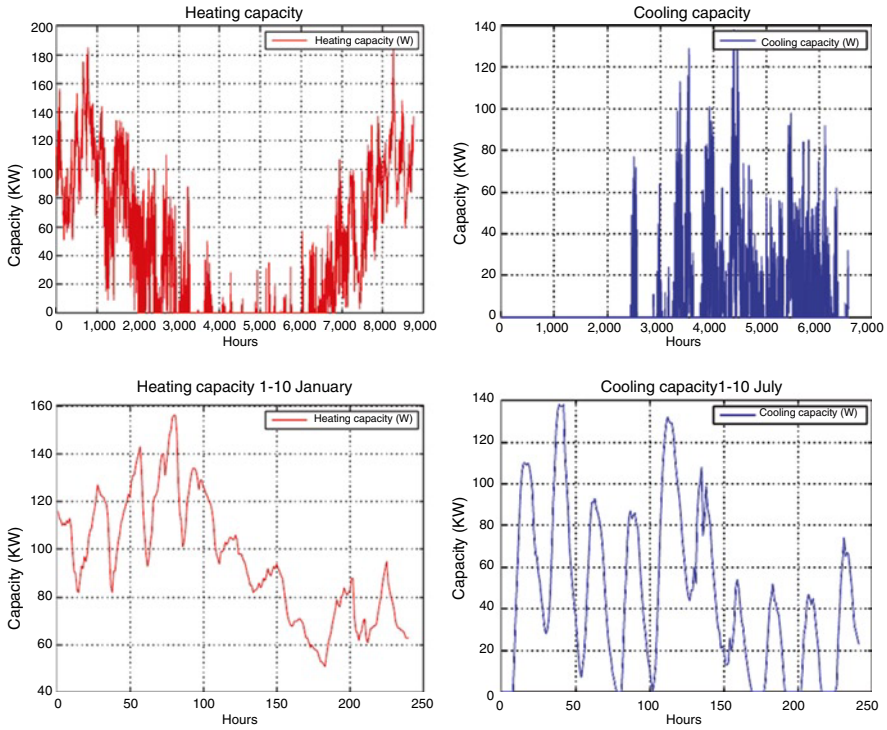 Heating capacity
Heating capacity (W)
Capacity (KW)
200
180
160
140
120
100
80
60
40
20
0
0 1,000 2,000 3,000 4,000 5,000 6,000 7,000 8,000 9,000
Hours
Cooling capacity
Cooling capacity (W)
Capacity (KW)
140
120
100
80
60
40
20
0
0 1,000 2,000 3,000 4,000 5,000 6,000 7,000
Hours
Heating capacity 1-10 January
Heating capacity (W)
Capacity (KW)
160
140
120
100
80
60
40
0 50 100 150 200 250
Hours
Cooling capacity1-10 July
Cooling capacity (W)
Capacity (KW)
140
120
100
80
60
40
20
0
0 50 100 150 200 250
Hours